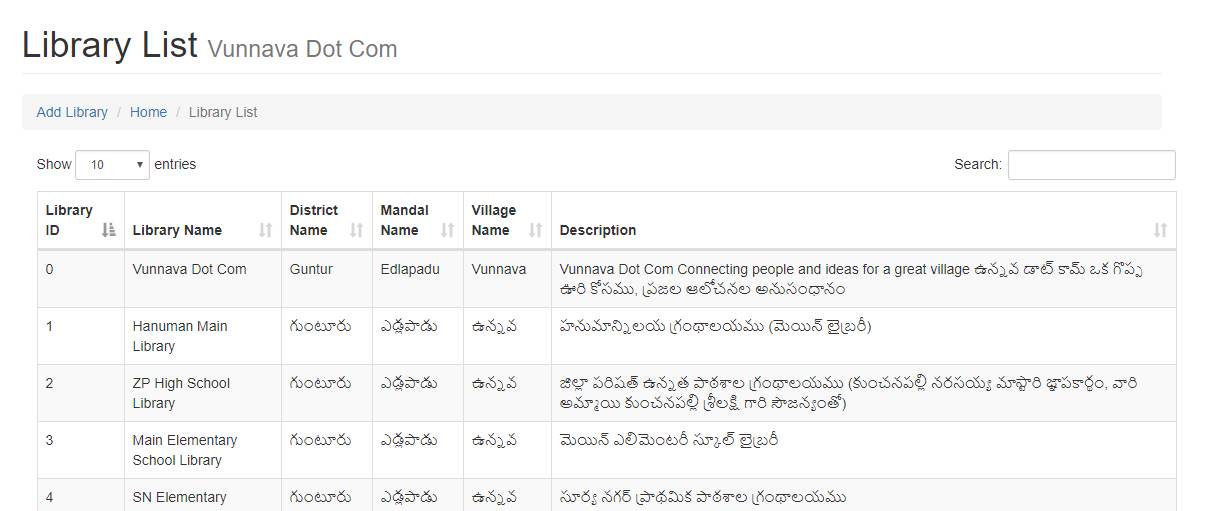 Library List Vunnava Dot Com
Add Library / Home / Library List
Show 10 entries Search:
Library District Mandal Village
ID Library Name Name Name Name Description
0 Vunnava Dot Com Guntur Edlapadu Vunnava Vunnava Dot Com Connecting people and ideas for a great village ఉన్నవ డాట్ కామ్ ఒక గొప్ప
ఊరి కోసము, ప్రజల ఆలోచనల అనుసంధానం
1 Hanuman Main గుంటూరు ఎడ్లపాడు ఉన్నవ హనుమాన్నిలయ గ్రంథాలయము (మెయిన్ లైబ్రరీ)
Library
2 ZP High School గుంటూరు ఎడ్లపాడు ఉన్నవ జిల్లా పరిషత్ ఉన్నత పాఠశాల గ్రంథాలయము (కుంచనపల్లి నరసయ్య మాష్టారి జ్ఞాపకార్థం, వారి
Library అమ్మాయి కుంచనపల్లి శ్రీలక్షి గారి సౌజన్యంతో)
3 Main Elementary గుంటూరు ఎడ్లపాడు ఉన్నవ మెయిన్ ఎలిమెంటరీ స్కూల్ లైబ్రరీ
School Library
4 SN Elementary గుంటూరు ఎడ్లపాడు ఉన్నవ సూర్య నగర్ ప్రాథమిక పాఠశాల గ్రంథాలయము